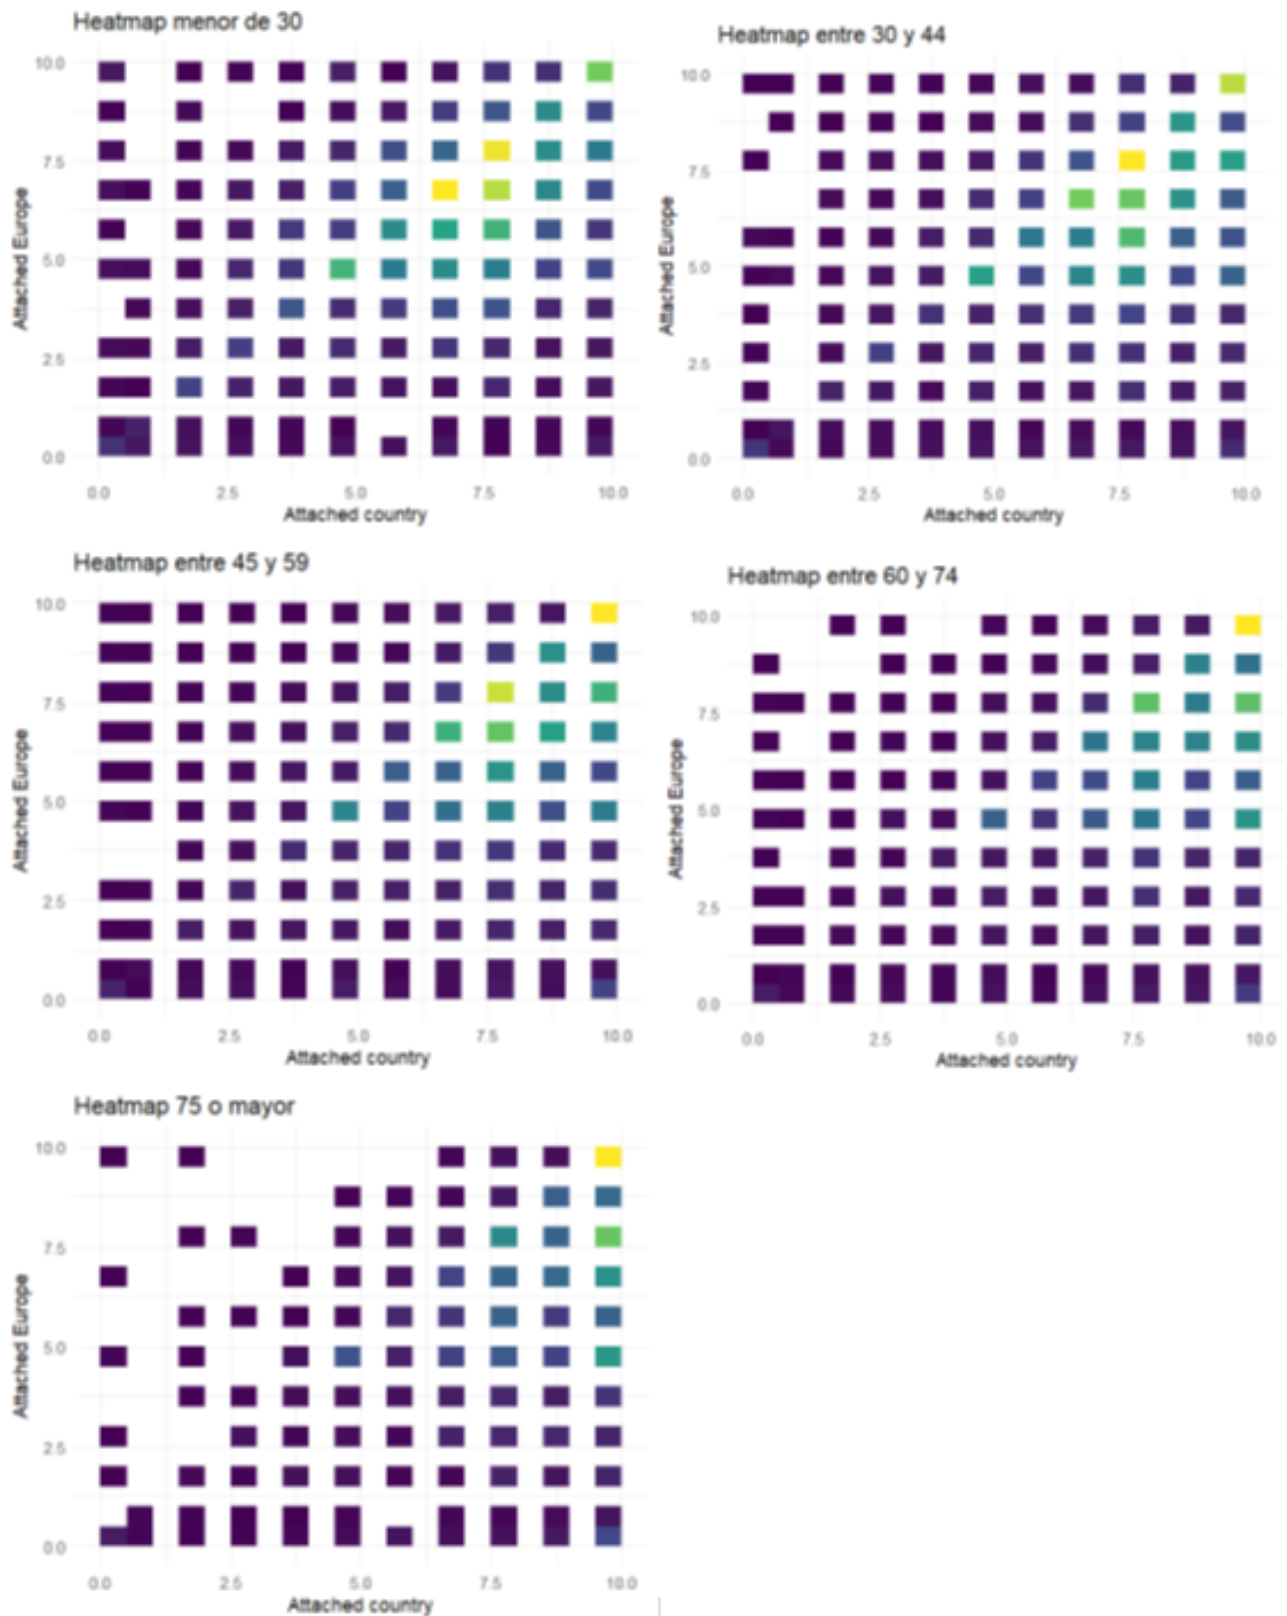 Heatmap menor de 30
10.0
7.5
5.0
2.5
0.0
Attached Europe
0.0 2.5 5.0 7.5 10.0
Attached country
Heatmap entre 30 y 44
10.0
7.5
5.0
2.5
0.0
Attached Europe
0.0 2.5 5.0 7.5 10.0
Attached country
Heatmap entre 45 y 59
10.0
7.5
5.0
2.5
0.0
Attached Europe
0.0 2.5 5.0 7.5 10.0
Attached country
Heatmap entre 60 y 74
10.0
7.5
5.0
2.5
0.0
Attached Europe
0.0 2.5 5.0 7.5 10.0
Attached country
Heatmap 75 o mayor
10.0
7.5
5.0
2.5
0.0
Attached Europe
0.0 2.5 5.0 7.5 10.0
Attached country